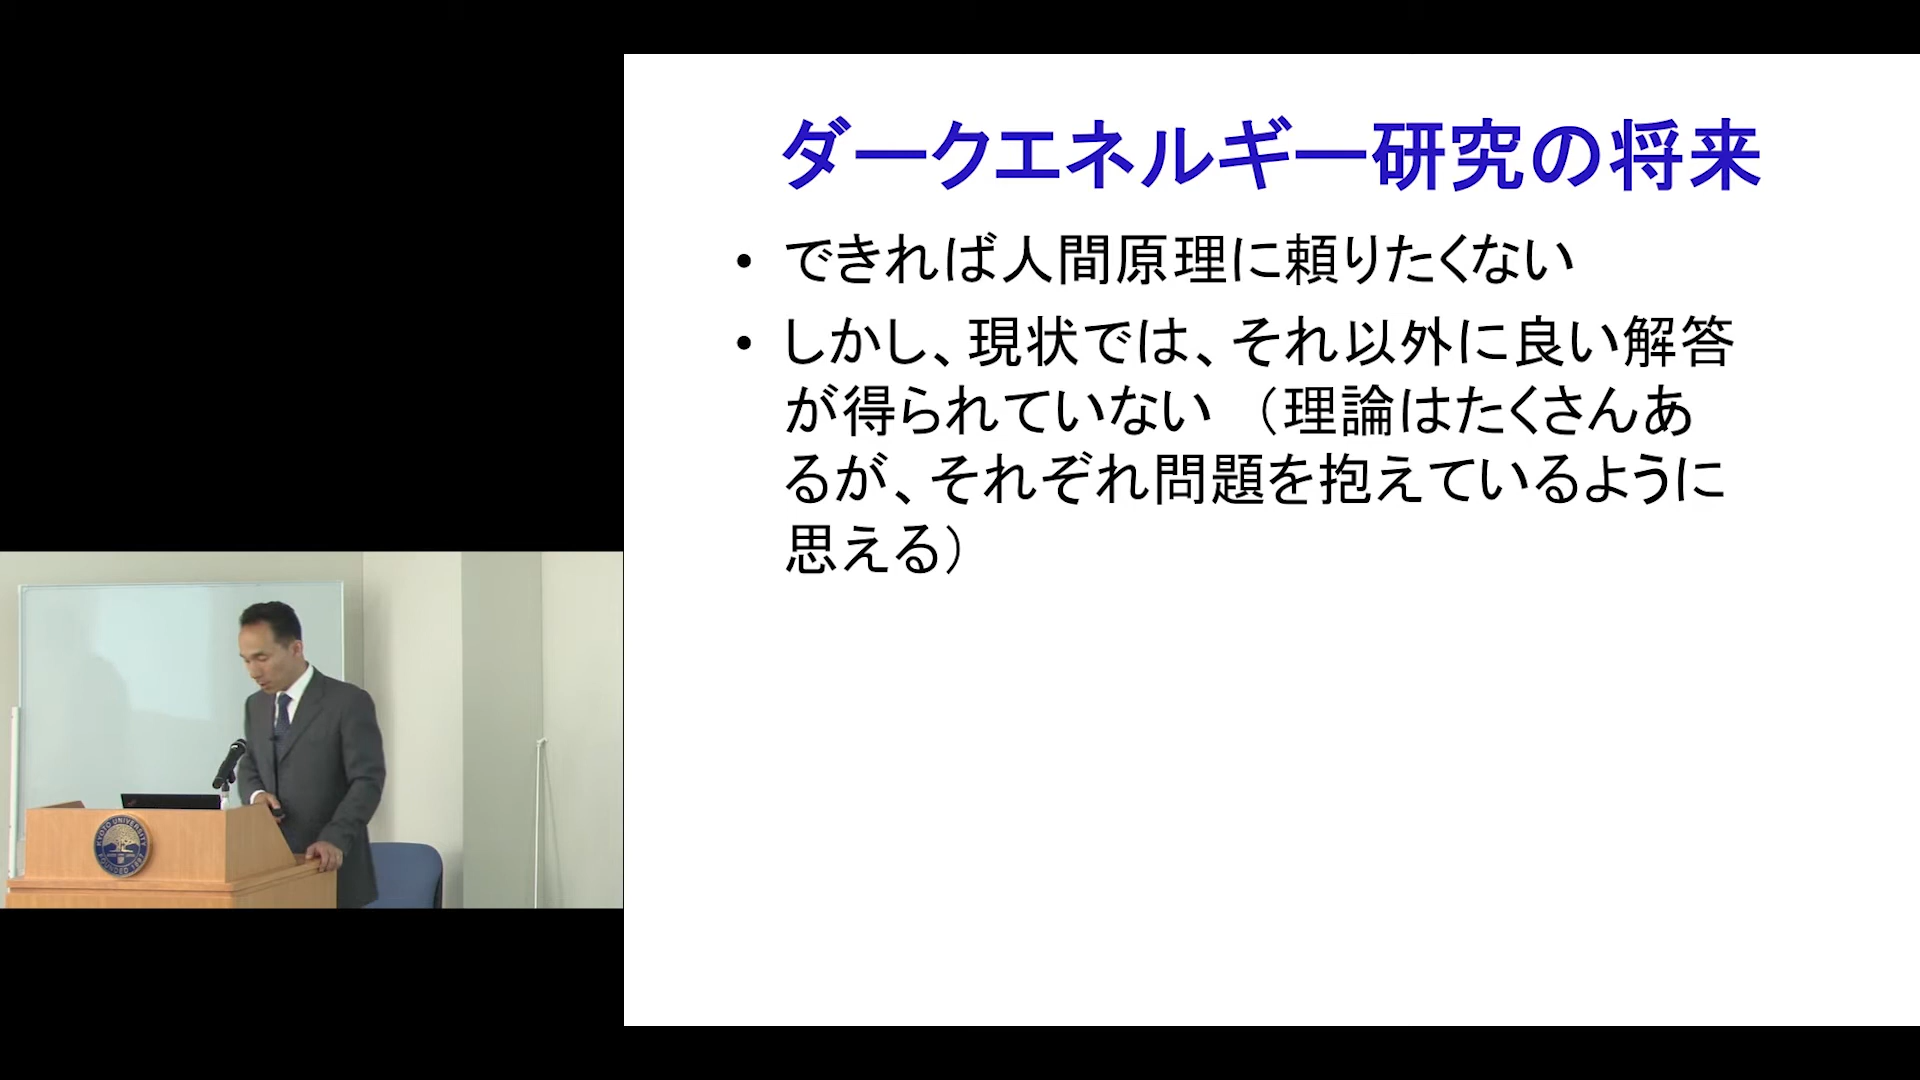 ダークエネルギー研究の将来
• できれば人間原理に頼りたくない
• しかし、現状では、それ以外に良い解答
が得られていない （理論はたくさんあ
るが、それぞれ問題を抱えているように
思える）
KYOTO UNIVERSITY
FOUNDED 1897